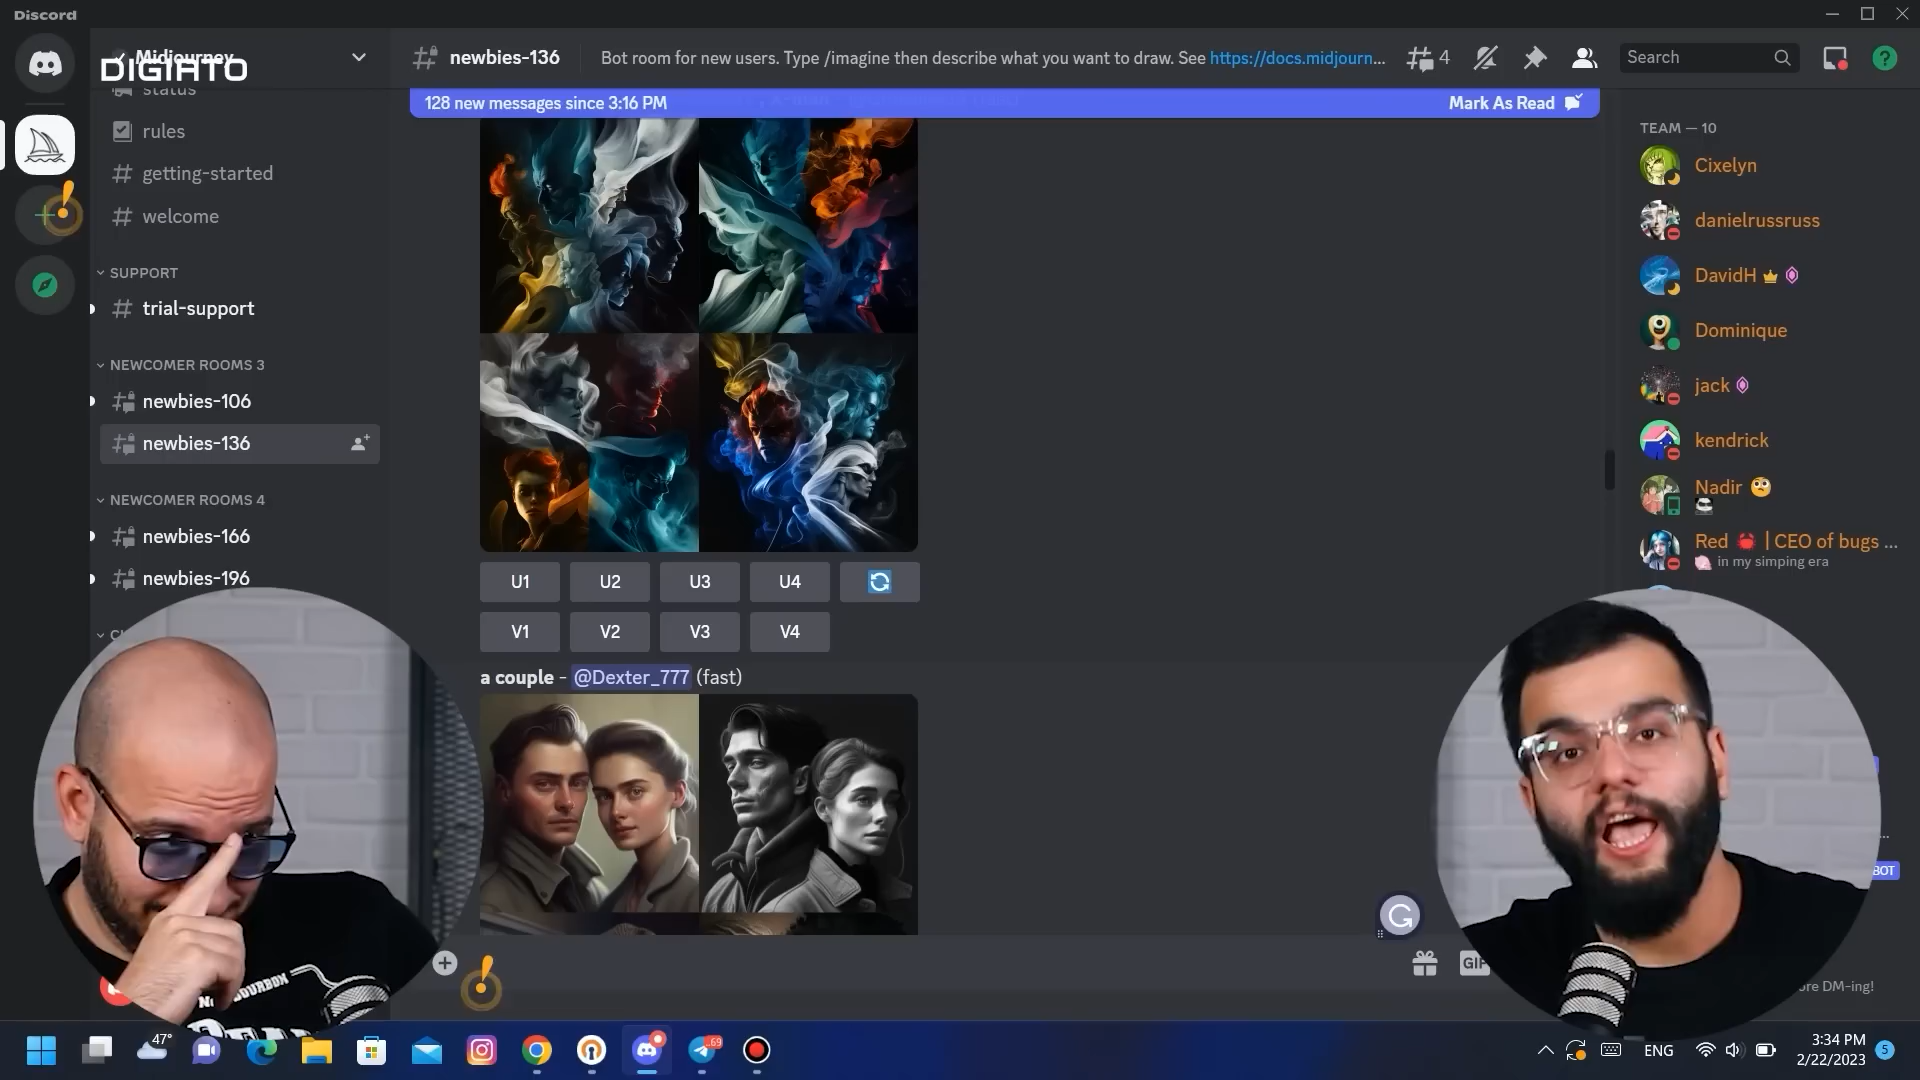 Discord
Midjourney
DIGIATO
newbies-136
Bot room for new users. Type /imagine then describe what you want to draw. See https://docs.midjourn...
4
Search
128 new messages since 3:16 PM
Mark As Read
status
rules
getting-started
welcome
SUPPORT
trial-support
NEWCOMER ROOMS 3
newbies-106
newbies-136
NEWCOMER ROOMS 4
newbies-166
newbies-196
U1
U2
U3
U4
V1
V2
V3
V4
a couple - @Dexter_777 (fast)
GIF
TEAM — 10
Cixelyn
danielrussruss
DavidH
Dominique
jack
kendrick
Nadir
Red 🦀 | CEO of bugs ...
in my simping era
BOT
DM-ing!
BOURBON
47°
69
ENG
3:34 PM
2/22/2023
5